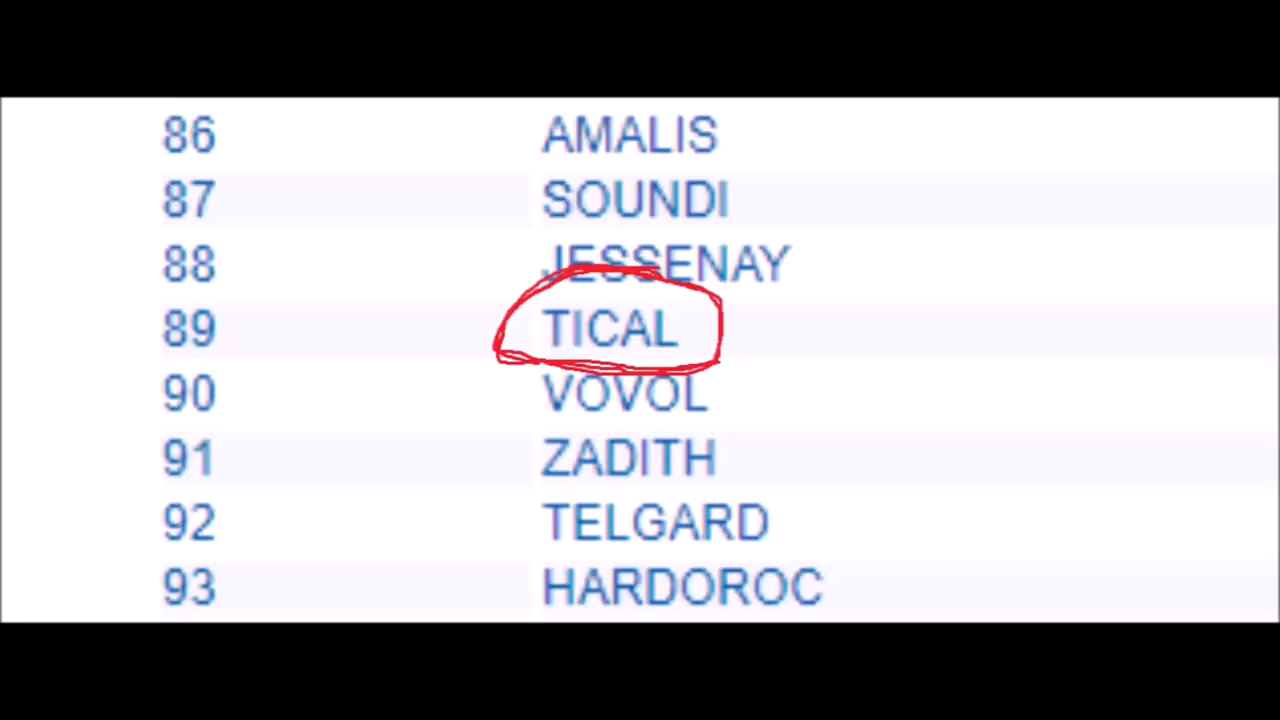 86 AMALIS
87 SOUNDI
88 JESSENAY
89 TICAL
90 VOVOL
91 ZADITH
92 TELGARD
93 HARDOROC